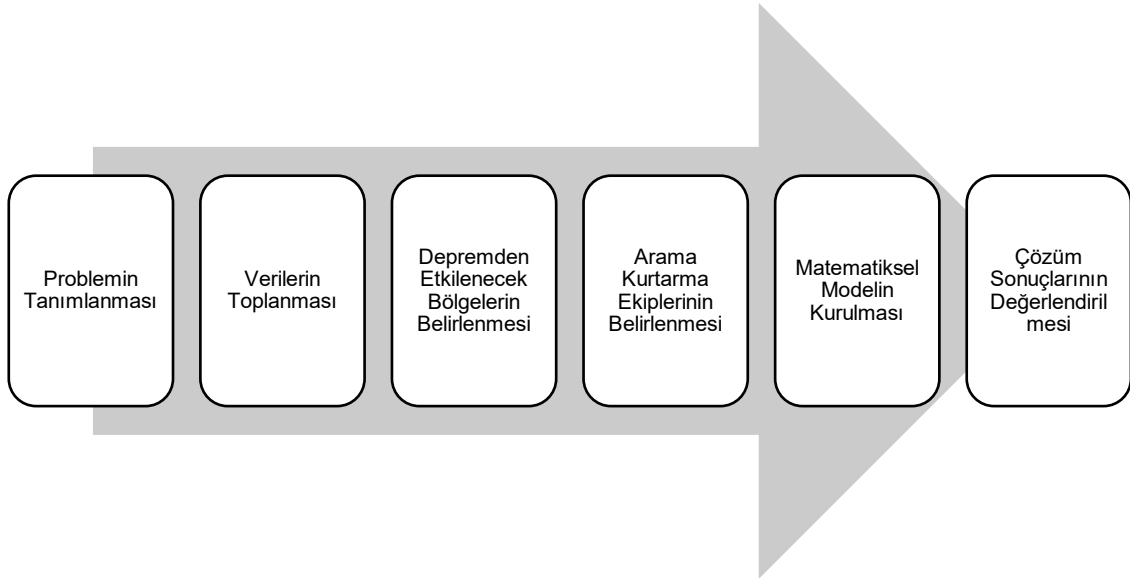 Problemin
Tanımlanması
Verilerin
Toplanması
Depremden
Etkilenecek
Bölgelerin
Belirlenmesi
Arama
Kurtarma
Ekiplerinin
Belirlenmesi
Matematiksel
Modelin
Kurulması
Çözüm
Sonuçlarının
Değerlendiril
mesi